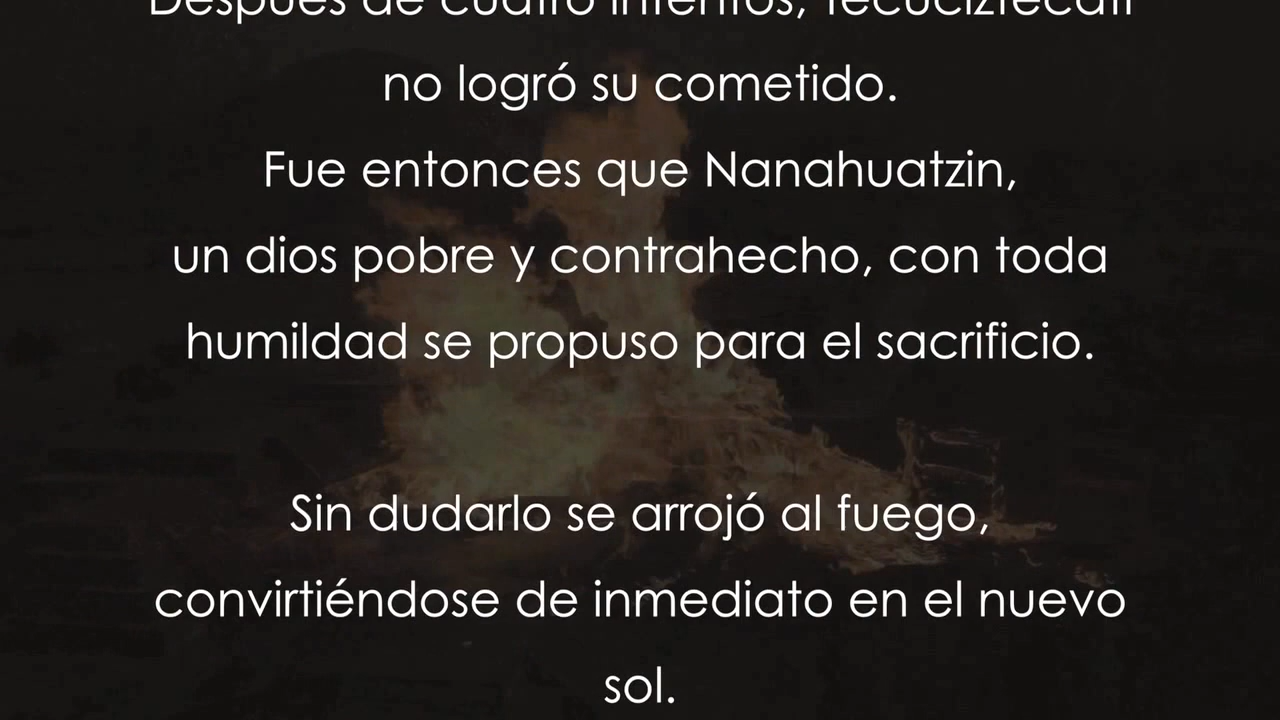 Después de cuatro intentos, Tecuciztécatl
no logró su cometido.
Fue entonces que Nanahuatzin,
un dios pobre y contrahecho, con toda
humildad se propuso para el sacrificio.
Sin dudarlo se arrojó al fuego,
convirtiéndose de inmediato en el nuevo
sol.